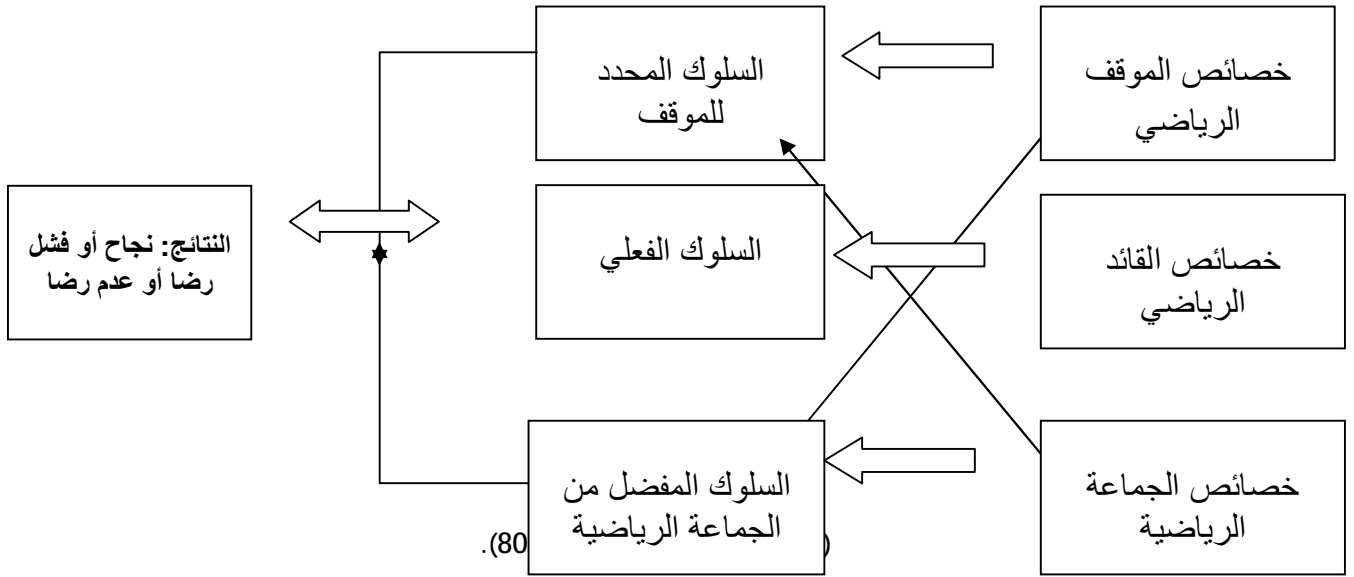 خصائص الموقف
الرياضي
السلوك المحدد
للموقف
خصائص القائد
الرياضي
السلوك الفعلي
النتائج: نجاح أو فشل
رضا أو عدم رضا
خصائص الجماعة
الرياضية
السلوك المفضل من
الجماعة الرياضية
(
80).